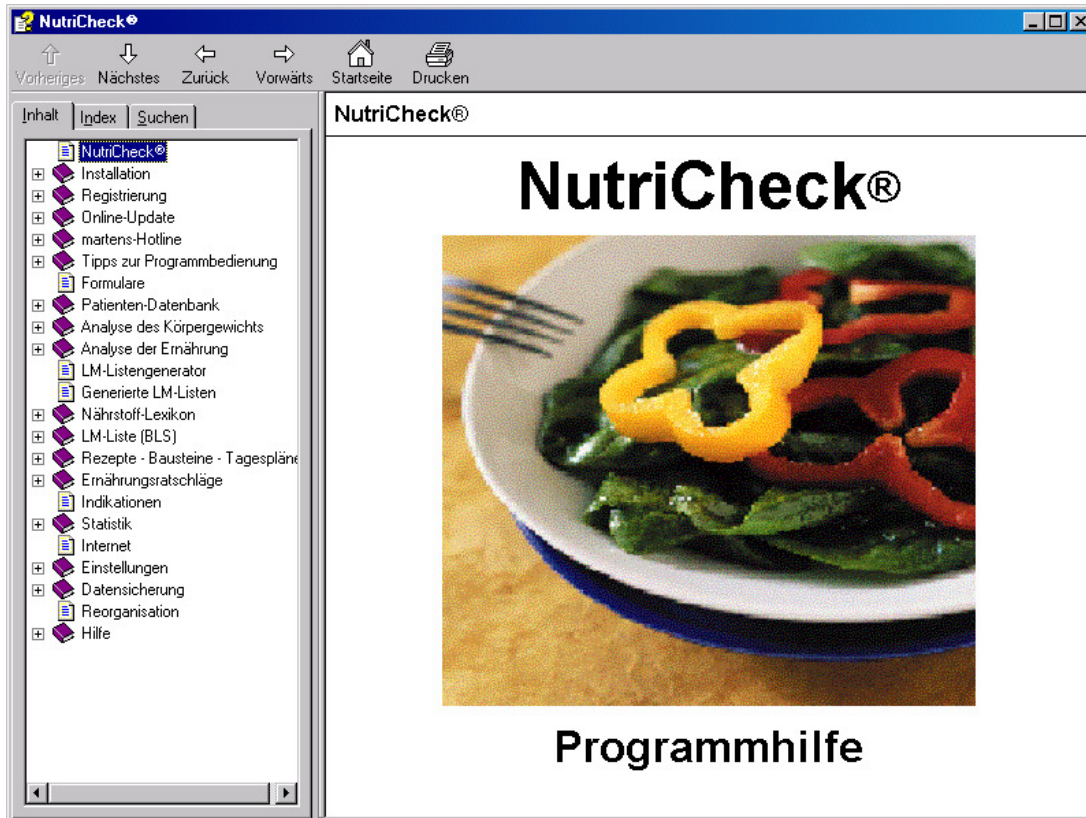 NutriCheck®
Vorheriges Nächstes Zurück Vorwärts Startseite Drucken
Inhalt Index Suchen
NutriCheck®
Installation
Registrierung
Online-Update
martens-Hotline
Tipps zur Programmbedienung
Formulare
Patienten-Datenbank
Analyse des Körpergewichts
Analyse der Ernährung
LM-Listengenerator
Generierte LM-Listen
Nährstoff-Lexikon
LM-Liste (BLS)
Rezepte - Bausteine - Tagespläne
Ernährungsratschläge
Indikationen
Statistik
Internet
Einstellungen
Datensicherung
Reorganisation
Hilfe
NutriCheck®
NutriCheck®
Programmhilfe